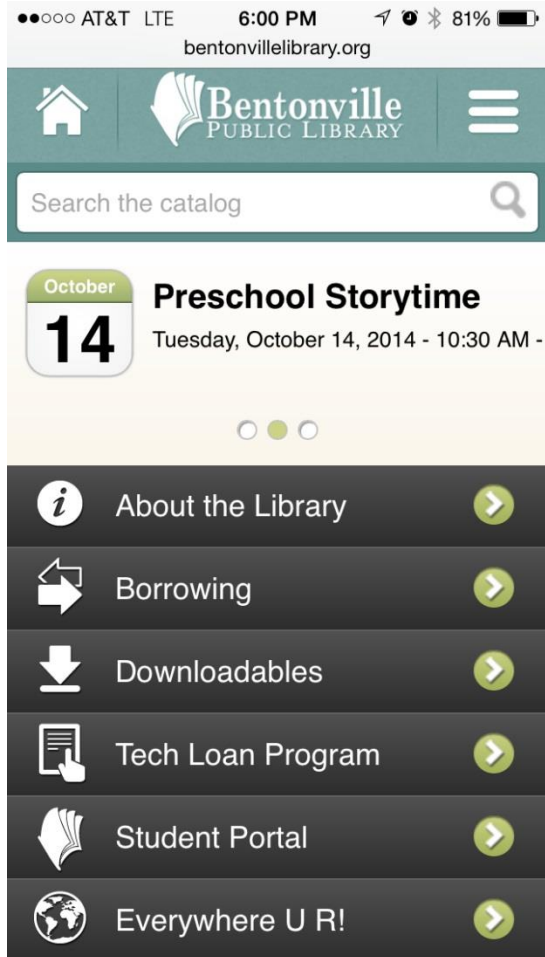 AT&T LTE 6:00 PM 81%
bentonvillelibrary.org
Bentonville
PUBLIC LIBRARY
Search the catalog
October
14
Preschool Storytime
Tuesday, October 14, 2014 - 10:30 AM -
i About the Library
Borrowing
Downloadables
Tech Loan Program
Student Portal
Everywhere U R!